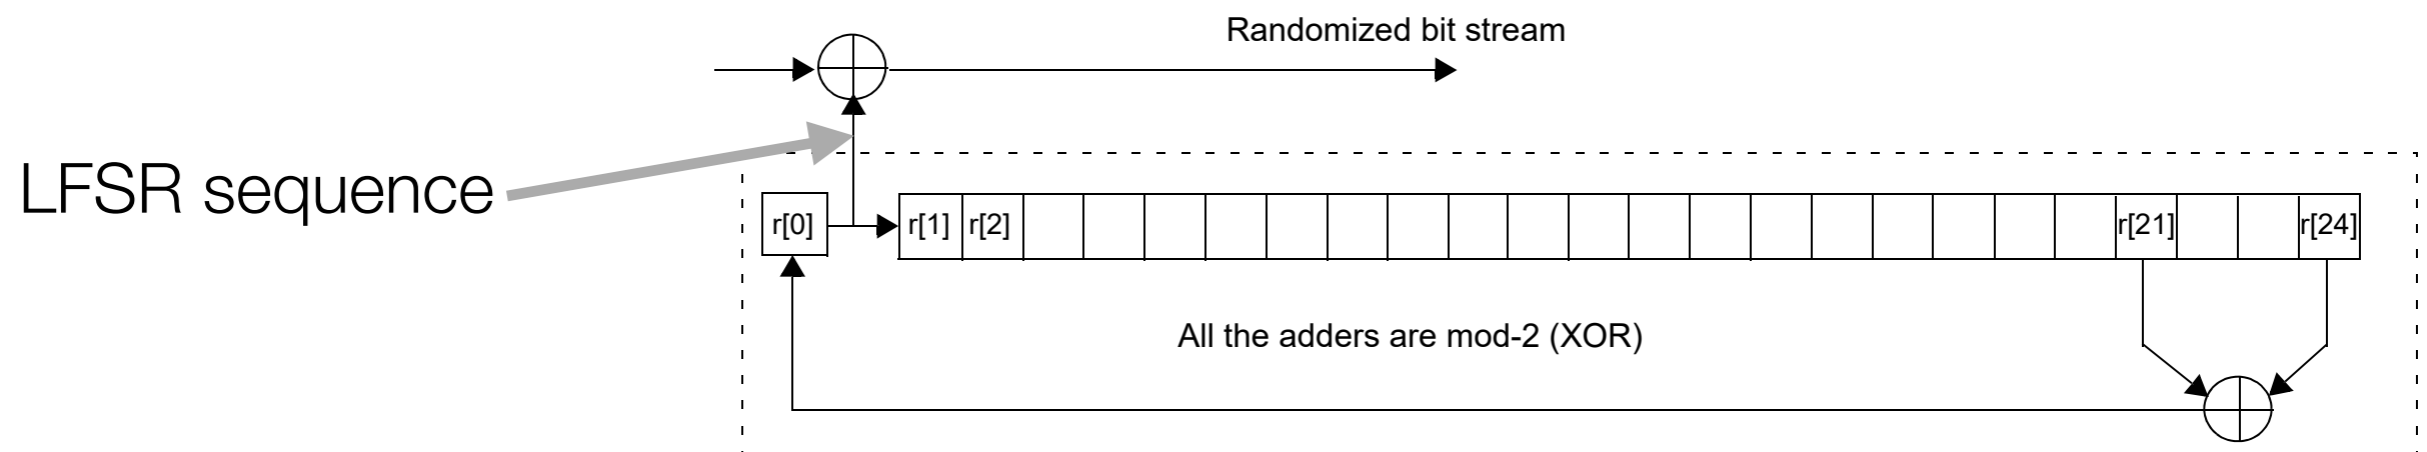 Randomized bit stream
LFSR sequence
r[0] r[1] r[2] r[21] r[24]
All the adders are mod-2 (XOR)